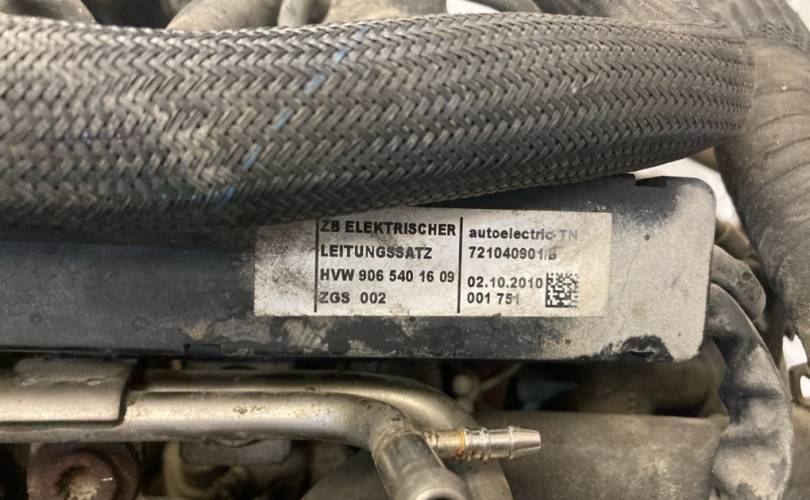 ZB ELEKTRISCHER
LEITUNGSSATZ
HVW 906 540 16 09
ZGS 002
autoelectric-TN
721040901/B
02.10.2010
001 751